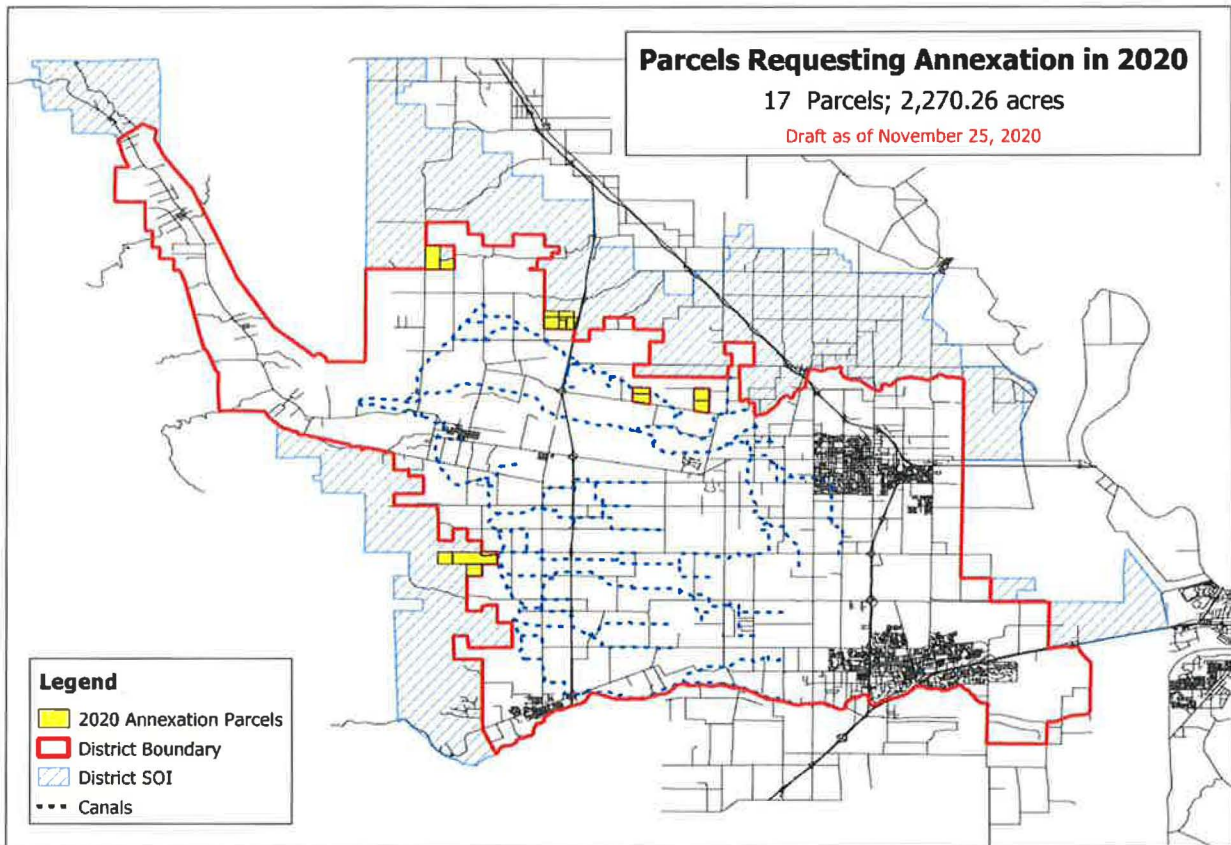 Parcels Requesting Annexation in 2020
17 Parcels; 2,270.26 acres
Draft as of November 25, 2020
Legend
2020 Annexation Parcels
District Boundary
District SOI
Canals